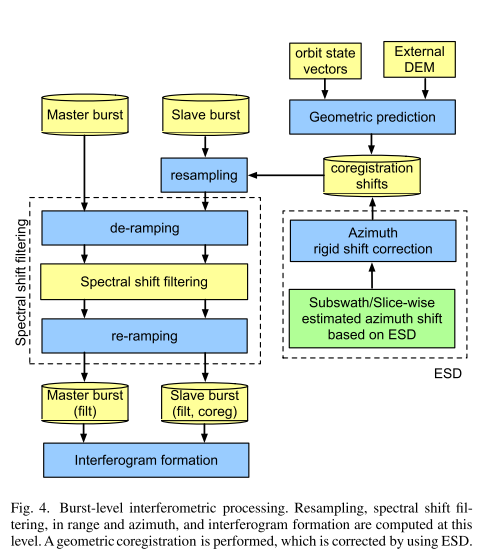 orbit state
vectors
External
DEM
Master burst
Slave burst
Geometric prediction
resampling
coregistration
shifts
Spectral shift filtering
de-ramping
Azimuth
rigid shift correction
Spectral shift filtering
Subswath/Slice-wise
estimated azimuth shift
based on ESD
re-ramping
ESD
Master burst
(filt)
Slave burst
(filt, coreg)
Interferogram formation
Fig. 4. Burst-level interferometric processing. Resampling, spectral shift fil-
tering, in range and azimuth, and interferogram formation are computed at this
level. A geometric coregistration is performed, which is corrected by using ESD.